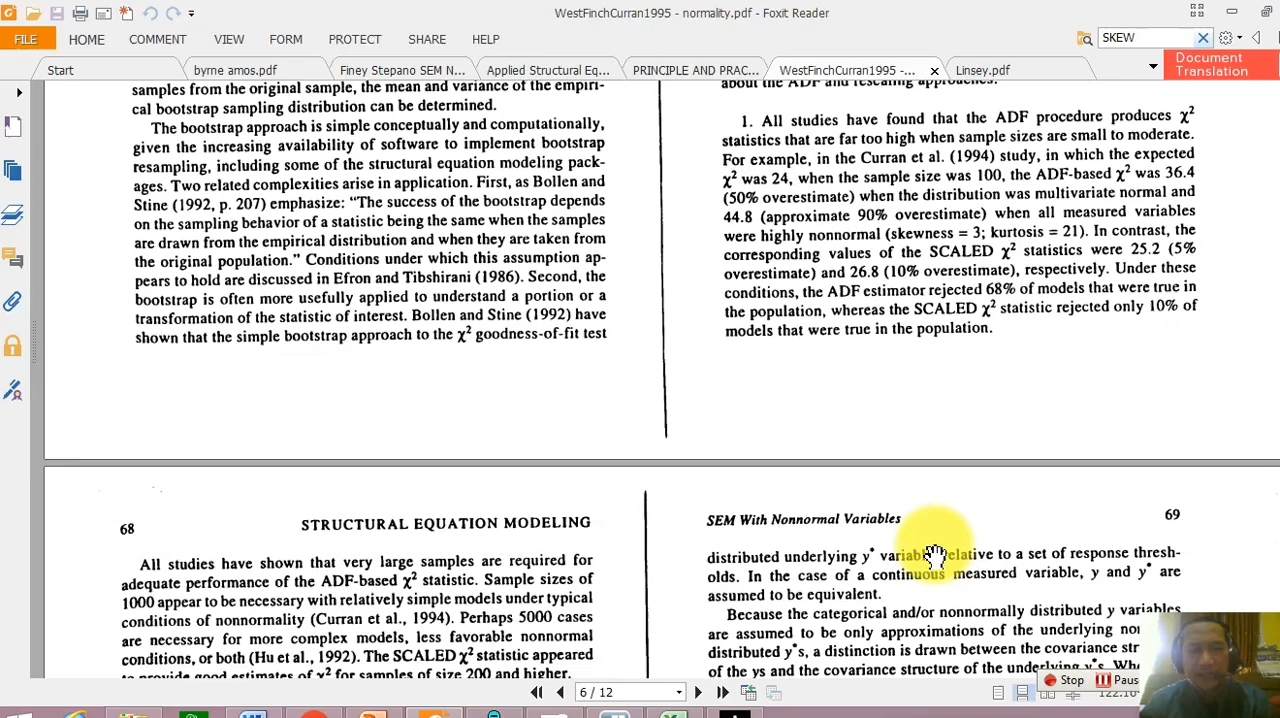 WestFinchCurran1995 - normality.pdf - Foxit Reader
FILE HOME COMMENT VIEW FORM PROTECT SHARE HELP
SKEW
Start byrne amos.pdf Finey Stepano SEM N... Applied Structural Eq... PRINCIPLE AND PRAC... WestFinchCurran1995 -... Linsey.pdf
Document
Translation
samples from the original sample, the mean and variance of the empiri-
cal bootstrap sampling distribution can be determined.
The bootstrap approach is simple conceptually and computationally,
given the increasing availability of software to implement bootstrap
resampling, including some of the structural equation modeling pack-
ages. Two related complexities arise in application. First, as Bollen and
Stine (1992, p. 207) emphasize: "The success of the bootstrap depends
on the sampling behavior of a statistic being the same when the samples
are drawn from the empirical distribution and when they are taken from
the original population." Conditions under which this assumption ap-
pears to hold are discussed in Efron and Tibshirani (1986). Second, the
bootstrap is often more usefully applied to understand a portion or a
transformation of the statistic of interest. Bollen and Stine (1992) have
shown that the simple bootstrap approach to the χ² goodness-of-fit test
about the ADF and rescaling approaches.
1. All studies have found that the ADF procedure produces χ²
statistics that are far too high when sample sizes are small to moderate.
For example, in the Curran et al. (1994) study, in which the expected
χ² was 24, when the sample size was 100, the ADF-based χ² was 36.4
(50% overestimate) when the distribution was multivariate normal and
44.8 (approximate 90% overestimate) when all measured variables
were highly nonnormal (skewness = 3; kurtosis = 21). In contrast, the
corresponding values of the SCALED χ² statistics were 25.2 (5%
overestimate) and 26.8 (10% overestimate), respectively. Under these
conditions, the ADF estimator rejected 68% of models that were true in
the population, whereas the SCALED χ² statistic rejected only 10% of
models that were true in the population.
68 STRUCTURAL EQUATION MODELING
All studies have shown that very large samples are required for
adequate performance of the ADF-based χ² statistic. Sample sizes of
1000 appear to be necessary with relatively simple models under typical
conditions of nonnormality (Curran et al., 1994). Perhaps 5000 cases
are necessary for more complex models, less favorable nonnormal
conditions, or both (Hu et al., 1992). The SCALED χ² statistic appeared
to provide good estimates of χ² for samples of size 200 and higher.
SEM With Nonnormal Variables 69
distributed underlying y* variable relative to a set of response thresh-
olds. In the case of a continuous measured variable, y and y* are
assumed to be equivalent.
Because the categorical and/or nonnormally distributed y variables
are assumed to be only approximations of the underlying
distributed y*s, a distinction is drawn between the covariance
of the ys and the covariance structure of the underlying y*s.
Stop Paus
6 / 12